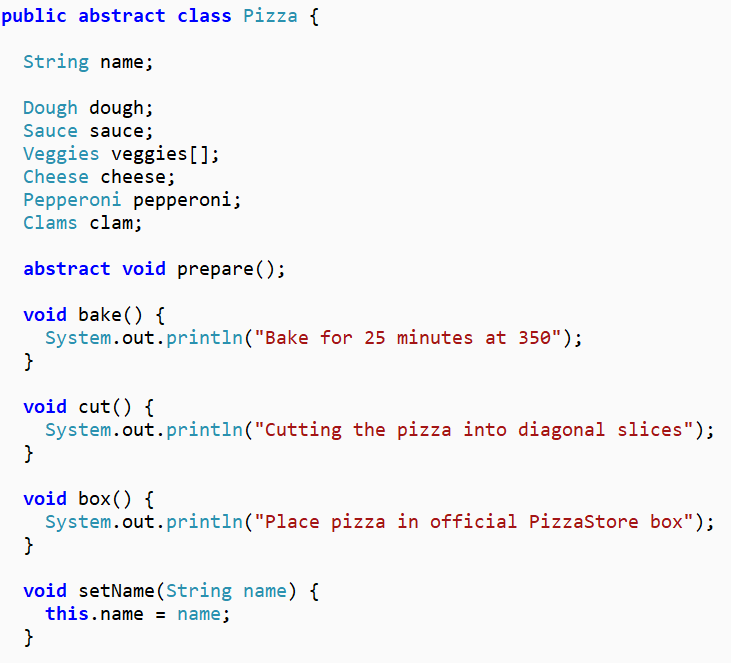 public abstract class Pizza {
String name;
Dough dough;
Sauce sauce;
Veggies veggies[];
Cheese cheese;
Pepperoni pepperoni;
Clams clam;
abstract void prepare();
void bake() {
System.out.println("Bake for 25 minutes at 350");
}
void cut() {
System.out.println("Cutting the pizza into diagonal slices");
}
void box() {
System.out.println("Place pizza in official PizzaStore box");
}
void setName(String name) {
this.name = name;
}